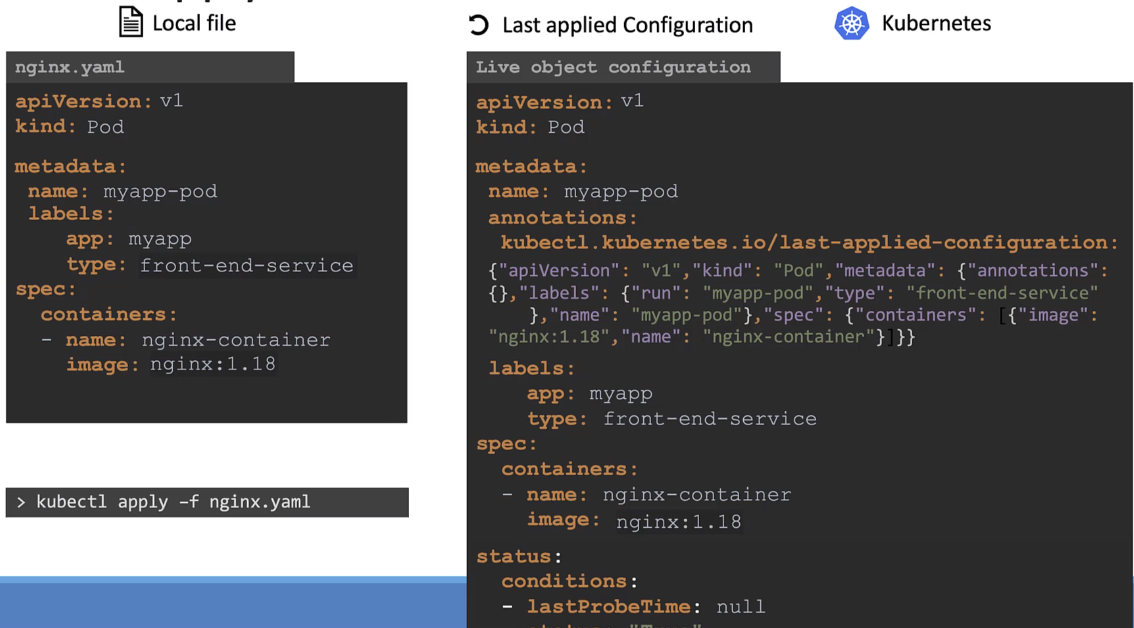 Local file
nginx.yaml
apiVersion: v1
kind: Pod
metadata:
name: myapp-pod
labels:
app: myapp
type: front-end-service
spec:
containers:
- name: nginx-container
image: nginx:1.18
> kubectl apply –f nginx.yaml
Last applied Configuration
Kubernetes
Live object configuration
apiVersion: v1
kind: Pod
metadata:
name: myapp-pod
annotations:
kubectl.kubernetes.io/last-applied-configuration:
{"apiVersion": "v1","kind": "Pod","metadata": {"annotations":
{},"labels": {"run": "myapp-pod","type": "front-end-service"
},"name": "myapp-pod"},"spec": {"containers": [{"image":
"nginx:1.18","name": "nginx-container"}]}}
labels:
app: myapp
type: front-end-service
spec:
containers:
- name: nginx-container
image: nginx:1.18
status:
conditions:
- lastProbeTime: null